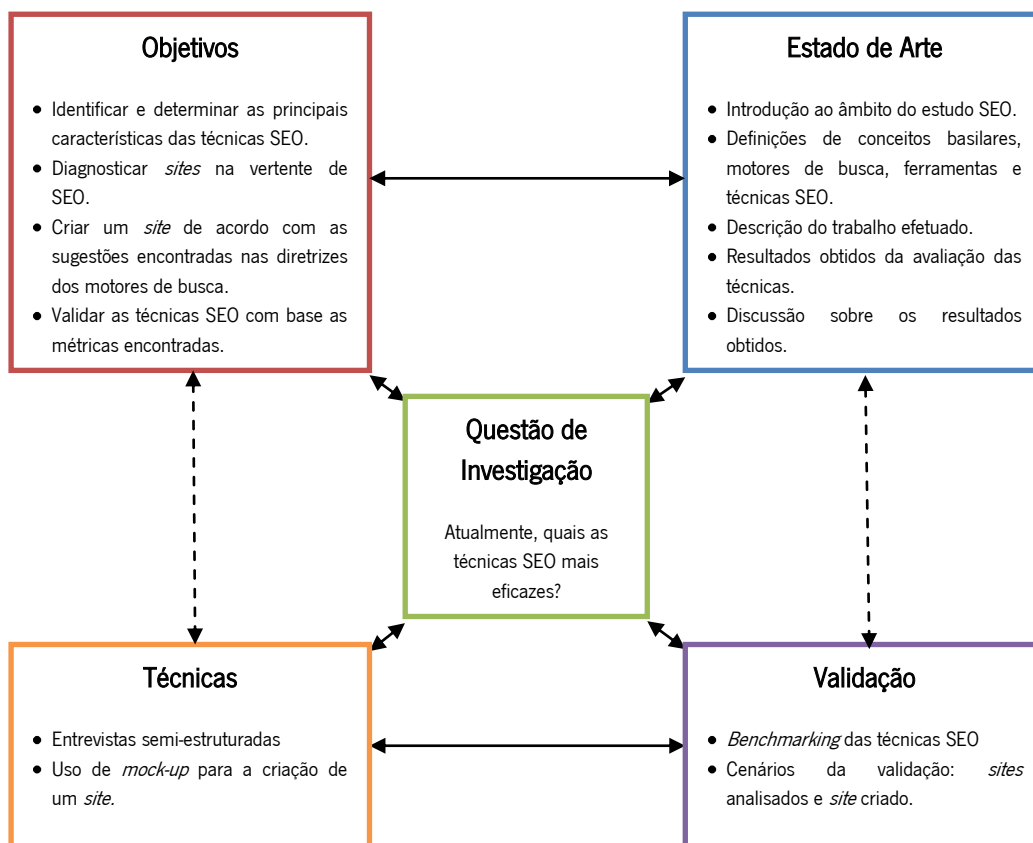 Objetivos
• Identificar e determinar as principais
características das técnicas SEO.
• Diagnosticar sites na vertente de
SEO.
• Criar um site de acordo com as
sugestões encontradas nas diretrizes
dos motores de busca.
• Validar as técnicas SEO com base as
métricas encontradas.
Estado de Arte
• Introdução ao âmbito do estudo SEO.
• Definições de conceitos basilares,
motores de busca, ferramentas e
técnicas SEO.
• Descrição do trabalho efetuado.
• Resultados obtidos da avaliação das
técnicas.
• Discussão sobre os resultados
obtidos.
Questão de
Investigação
Atualmente, quais as
técnicas SEO mais
eficazes?
Técnicas
• Entrevistas semi-estruturadas
• Uso de mock-up para a criação de
um site.
Validação
• Benchmarking das técnicas SEO
• Cenários da validação: sites
analisados e site criado.